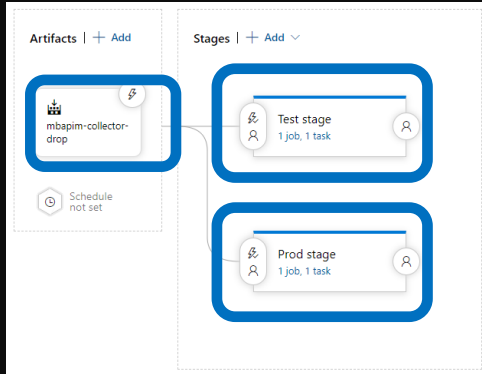 Artifacts | + Add
Stages | + Add
mbapim-collector-
drop
Schedule
not set
Test stage
1 job, 1 task
Prod stage
1 job, 1 task